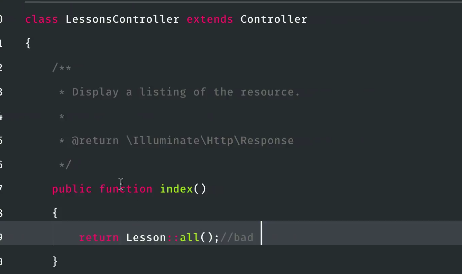 class LessonsController extends Controller
{
/**
* Display a listing of the resource.
*
* @return \Illuminate\Http\Response
*/
public function index()
{
return Lesson::all();//bad
}